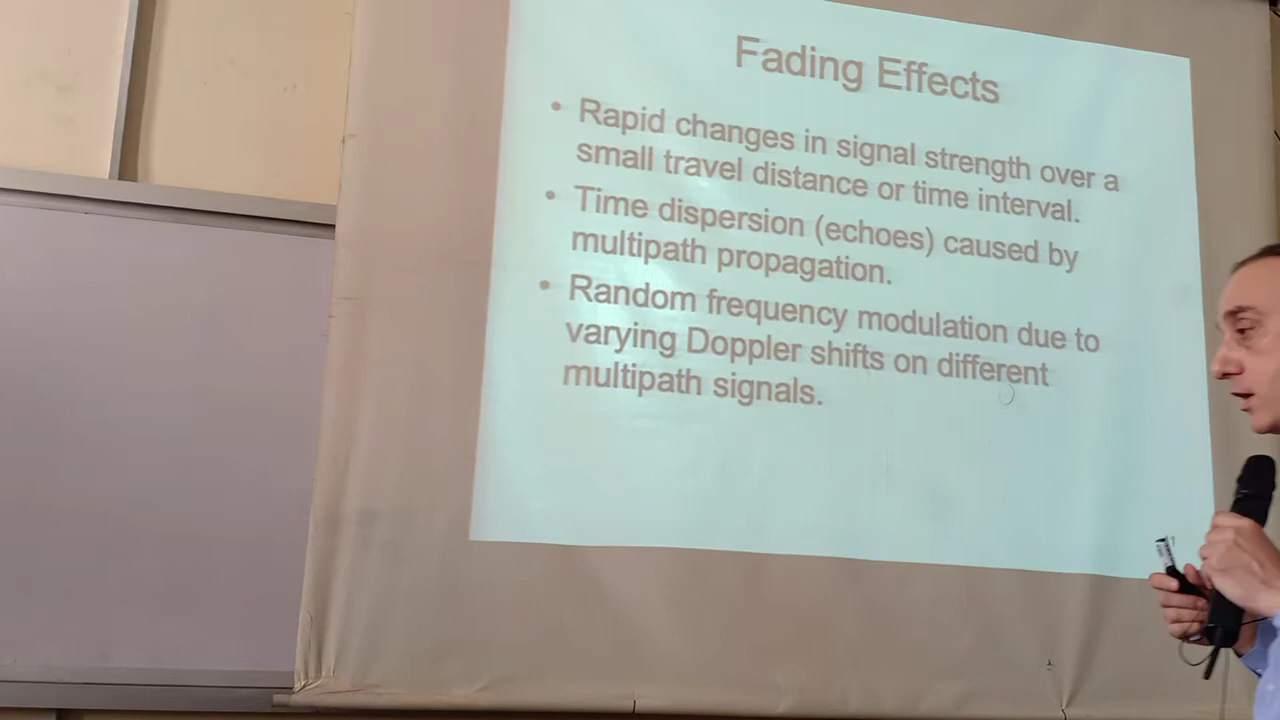 Fading Effects
• Rapid changes in signal strength over a
small travel distance or time interval.
• Time dispersion (echoes) caused by
multipath propagation.
• Random frequency modulation due to
varying Doppler shifts on different
multipath signals.